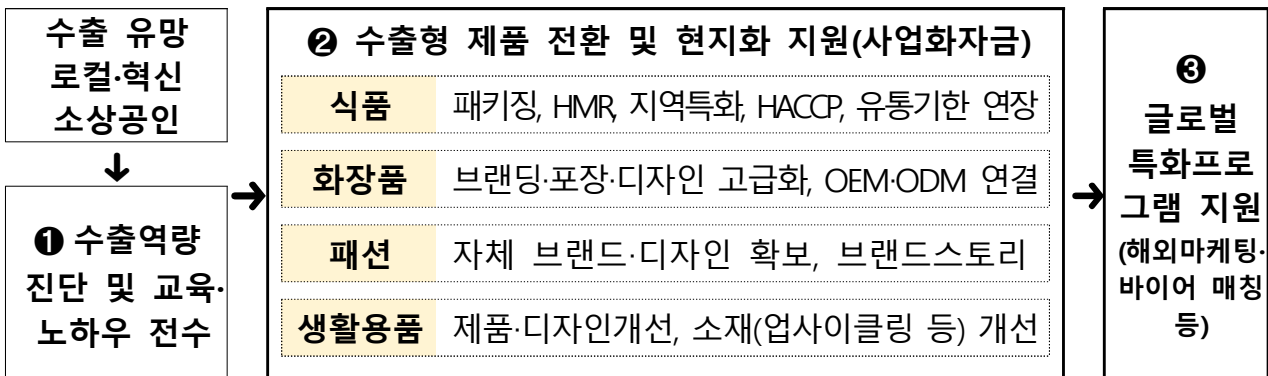 수출 유망
로컬·혁신
소상공인
↓
❶ 수출역량
진단 및 교육·
노하우 전수
➜
❷ 수출형 제품 전환 및 현지화 지원(사업화자금)
식품 패키징, HMR, 지역특화, HACCP, 유통기한 연장
화장품 브랜딩·포장·디자인 고급화, OEM·ODM 연결
패션 자체 브랜드·디자인 확보, 브랜드스토리
생활용품 제품·디자인개선, 소재(업사이클링 등) 개선
➜
❸
글로벌
특화프로
그램 지원
(해외마케팅·
바이어 매칭
등)